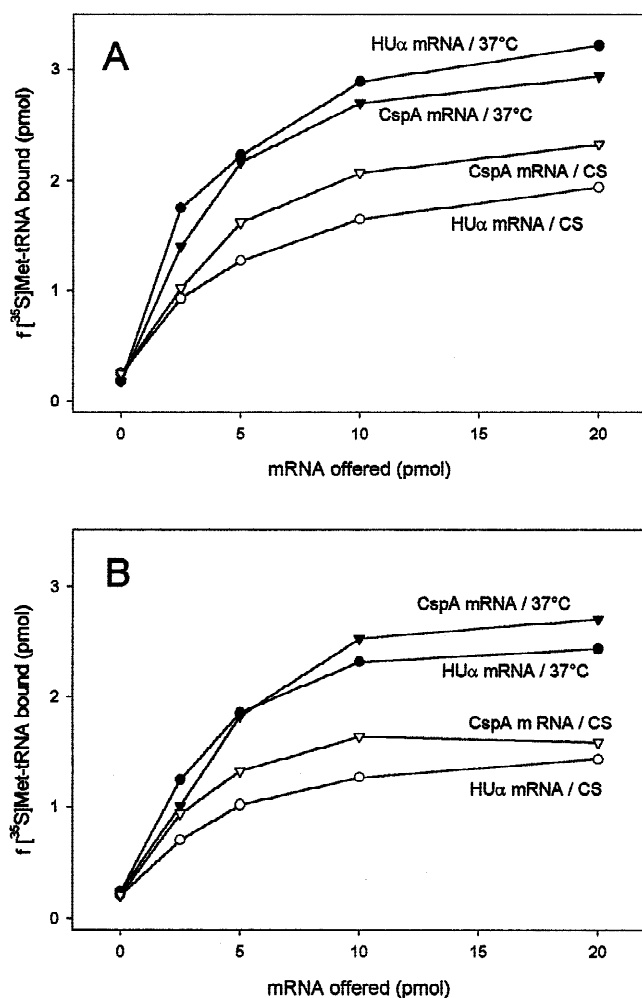 A
HUα mRNA / 37°C
CspA mRNA / 37°C
CspA mRNA / CS
HUα mRNA / CS
f [³⁵S]Met-tRNA bound (pmol)
3
2
1
0
0 5 10 15 20
mRNA offered (pmol)
B
CspA mRNA / 37°C
HUα mRNA / 37°C
CspA m RNA / CS
HUα mRNA / CS
f [³⁵S]Met-tRNA bound (pmol)
3
2
1
0
0 5 10 15 20
mRNA offered (pmol)